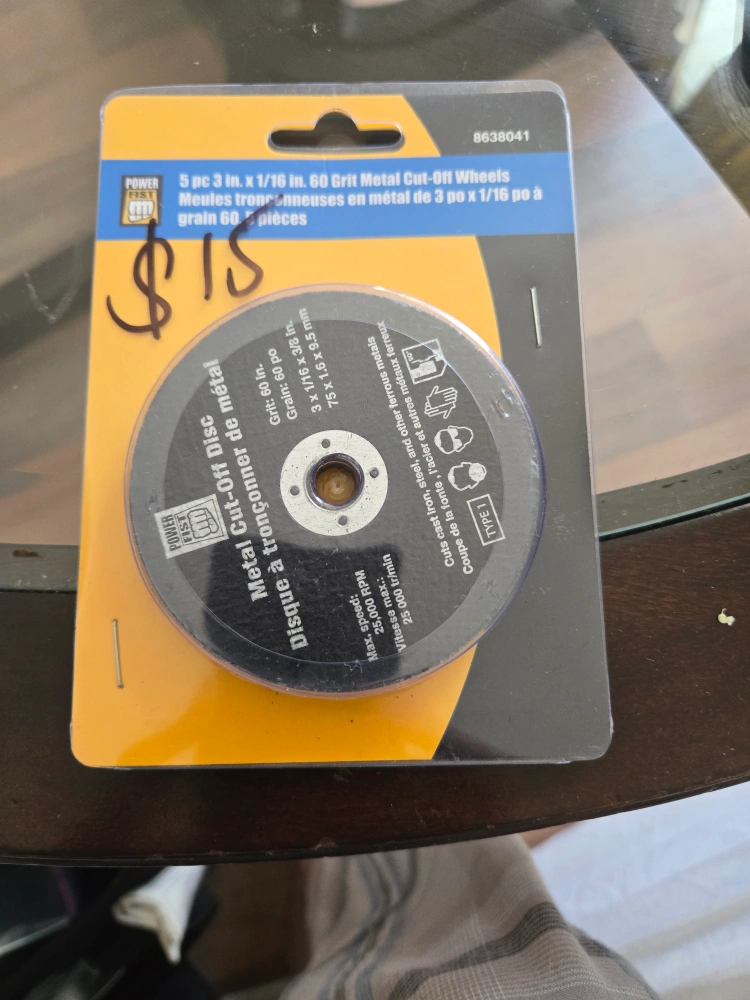 8638041
POWER
FIST
5 pc 3 in. x 1/16 in. 60 Grit Metal Cut-Off Wheels
Meules tronçonneuses en métal de 3 po x 1/16 po à
grain 60, 5 pièces
$15
POWER
FIST
Metal Cut-Off Disc
Disque à tronçonner de métal
Grit: 60 in.
Grain: 60 po
3 x 1/16 x 3/8 in.
75 x 1.6 x 9.5 mm
Max. speed:
25,000 RPM
Vitesse max.:
25 000 tr/min
Cuts cast iron, steel, and other ferrous metals
Coupe de la fonte, l'acier et autres métaux ferreux
TYPE 1